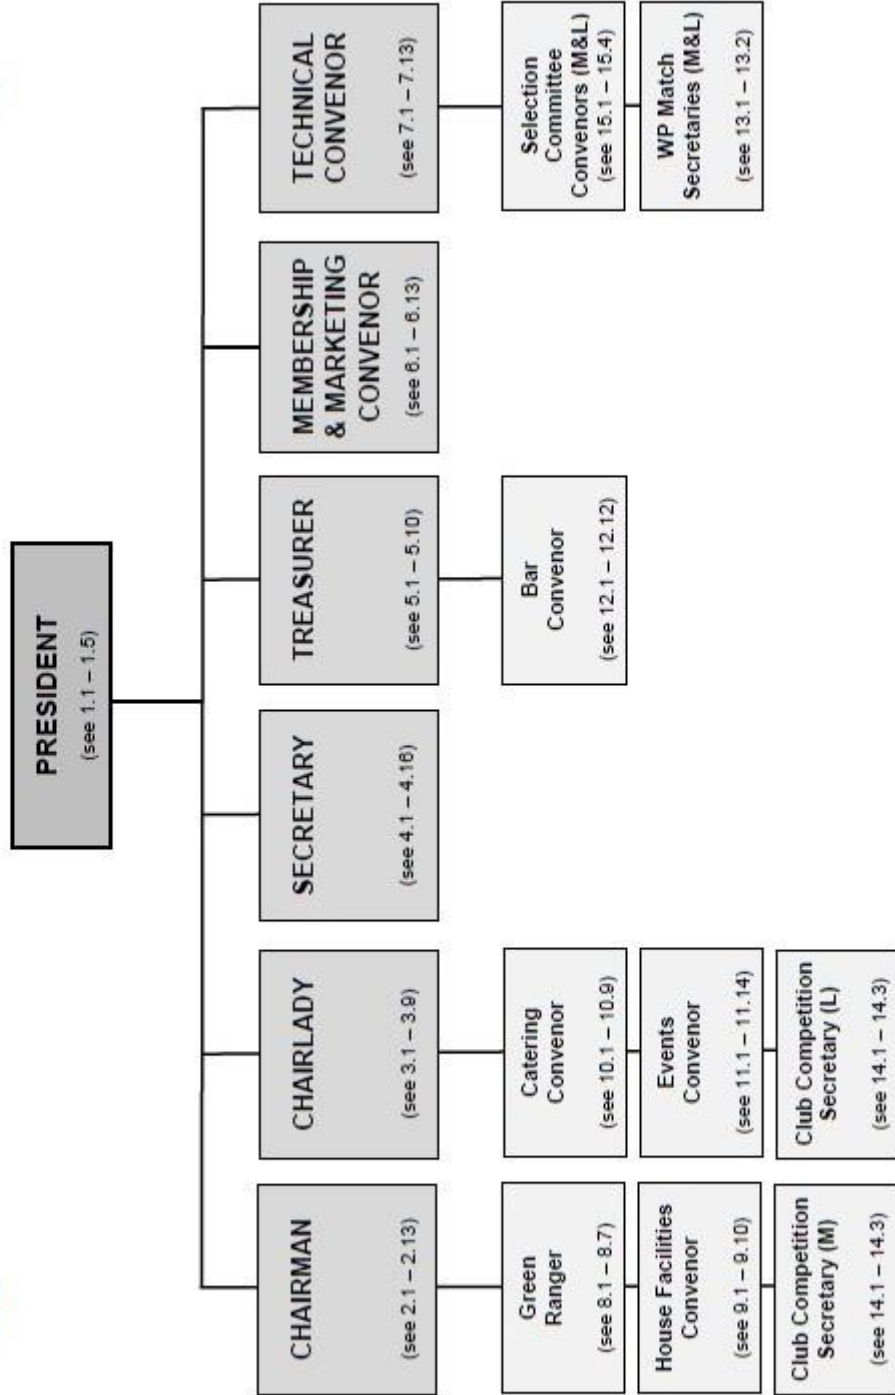 PRESIDENT
(see 1.1 – 1.5)
CHAIRMAN
(see 2.1 – 2.13)
CHAIRLADY
(see 3.1 – 3.9)
SECRETARY
(see 4.1 – 4.16)
TREASURER
(see 5.1 – 5.10)
MEMBERSHIP
& MARKETING
CONVENOR
(see 6.1 – 6.13)
TECHNICAL
CONVENOR
(see 7.1 – 7.13)
Green
Ranger
(see 8.1 – 8.7)
House Facilities
Convenor
(see 9.1 – 9.10)
Club Competition
Secretary (M)
(see 14.1 – 14.3)
Catering
Convenor
(see 10.1 – 10.9)
Events
Convenor
(see 11.1 – 11.14)
Club Competition
Secretary (L)
(see 14.1 – 14.3)
Bar
Convenor
(see 12.1 – 12.12)
Selection
Committee
Convenors (M&L)
(see 15.1 – 15.4)
WP Match
Secretaries (M&L)
(see 13.1 – 13.2)